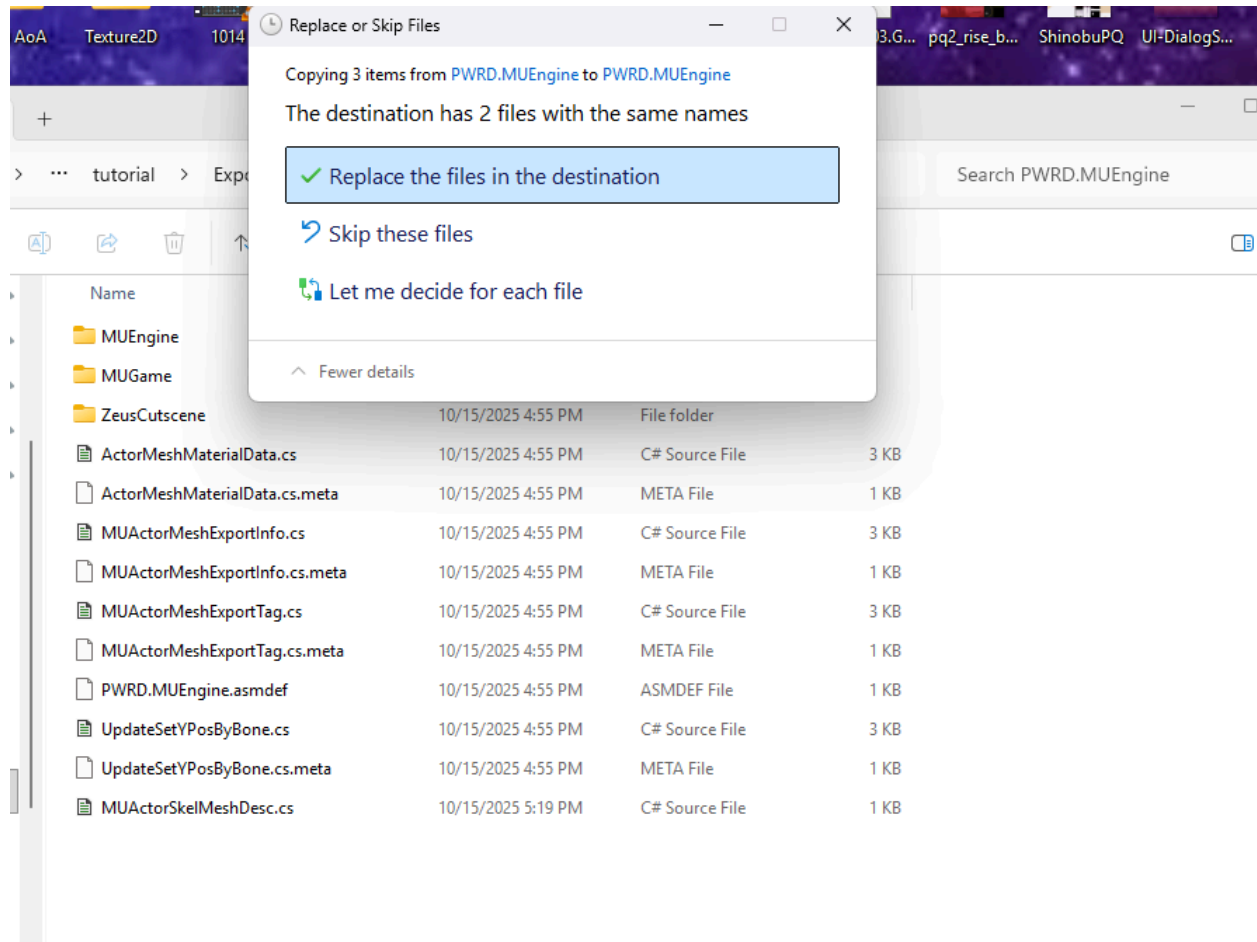 AoA Texture2D 1014 03.G... pq2_rise_b... ShinobuPQ UI-DialogS...
Replace or Skip Files
Copying 3 items from PWRD.MUEngine to PWRD.MUEngine
The destination has 2 files with the same names
Replace the files in the destination
Skip these files
Let me decide for each file
Fewer details
tutorial > Expo
Search PWRD.MUEngine
Name
MUEngine
MUGame
ZeusCutscene 10/15/2025 4:55 PM File folder
ActorMeshMaterialData.cs 10/15/2025 4:55 PM C# Source File 3 KB
ActorMeshMaterialData.cs.meta 10/15/2025 4:55 PM META File 1 KB
MUActorMeshExportInfo.cs 10/15/2025 4:55 PM C# Source File 3 KB
MUActorMeshExportInfo.cs.meta 10/15/2025 4:55 PM META File 1 KB
MUActorMeshExportTag.cs 10/15/2025 4:55 PM C# Source File 3 KB
MUActorMeshExportTag.cs.meta 10/15/2025 4:55 PM META File 1 KB
PWRD.MUEngine.asmdef 10/15/2025 4:55 PM ASMDEF File 1 KB
UpdateSetYPosByBone.cs 10/15/2025 4:55 PM C# Source File 3 KB
UpdateSetYPosByBone.cs.meta 10/15/2025 4:55 PM META File 1 KB
MUActorSkelMeshDesc.cs 10/15/2025 5:19 PM C# Source File 1 KB